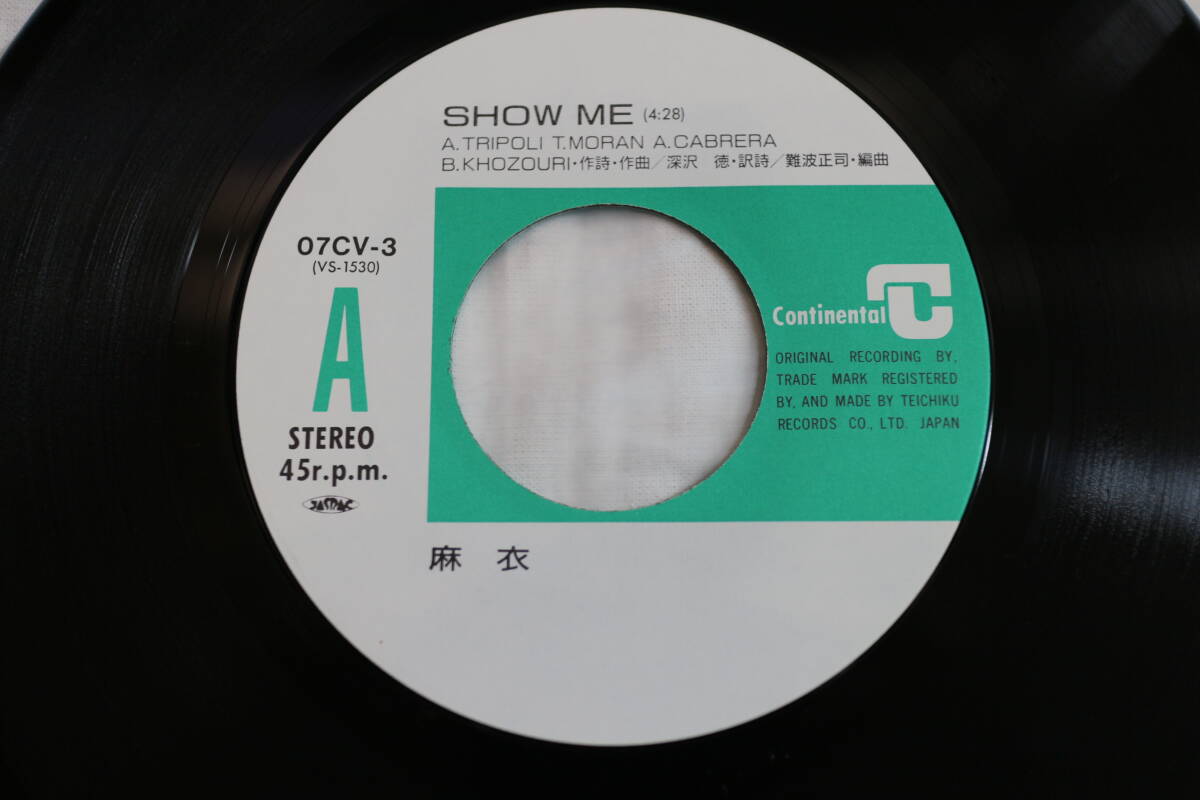 SHOW ME (4:28)
A.TRIPOLI T.MORAN A.CABRERA
B.KHOZOURI・作詩・作曲／深沢 徳・訳詩／難波正司・編曲
07CV-3
(VS-1530)
A
STEREO
45r.p.m.
JASRAC
Continental
ORIGINAL RECORDING BY,
TRADE MARK REGISTERED
BY, AND MADE BY TEICHIKU
RECORDS CO., LTD. JAPAN
麻 衣